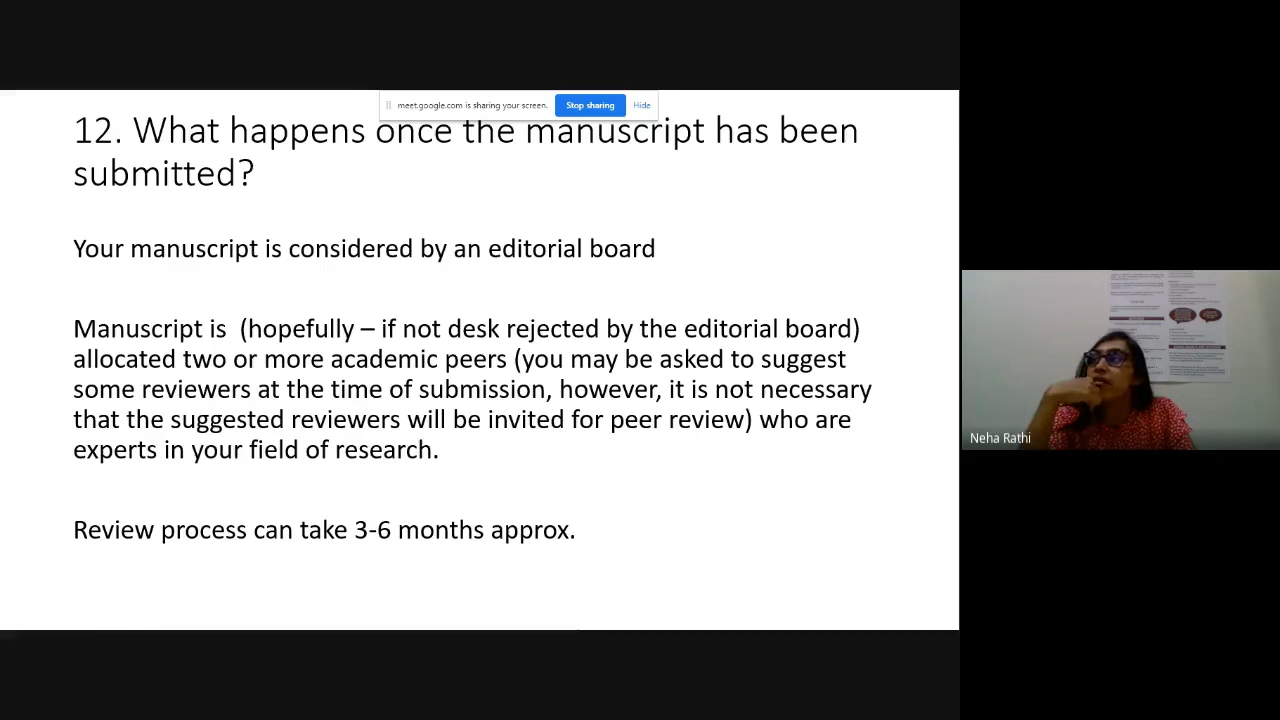 meet.google.com is sharing your screen. Stop sharing Hide
12. What happens once the manuscript has been
submitted?
Your manuscript is considered by an editorial board
Manuscript is (hopefully – if not desk rejected by the editorial board)
allocated two or more academic peers (you may be asked to suggest
some reviewers at the time of submission, however, it is not necessary
that the suggested reviewers will be invited for peer review) who are
experts in your field of research.
Review process can take 3-6 months approx.
Neha Rathi